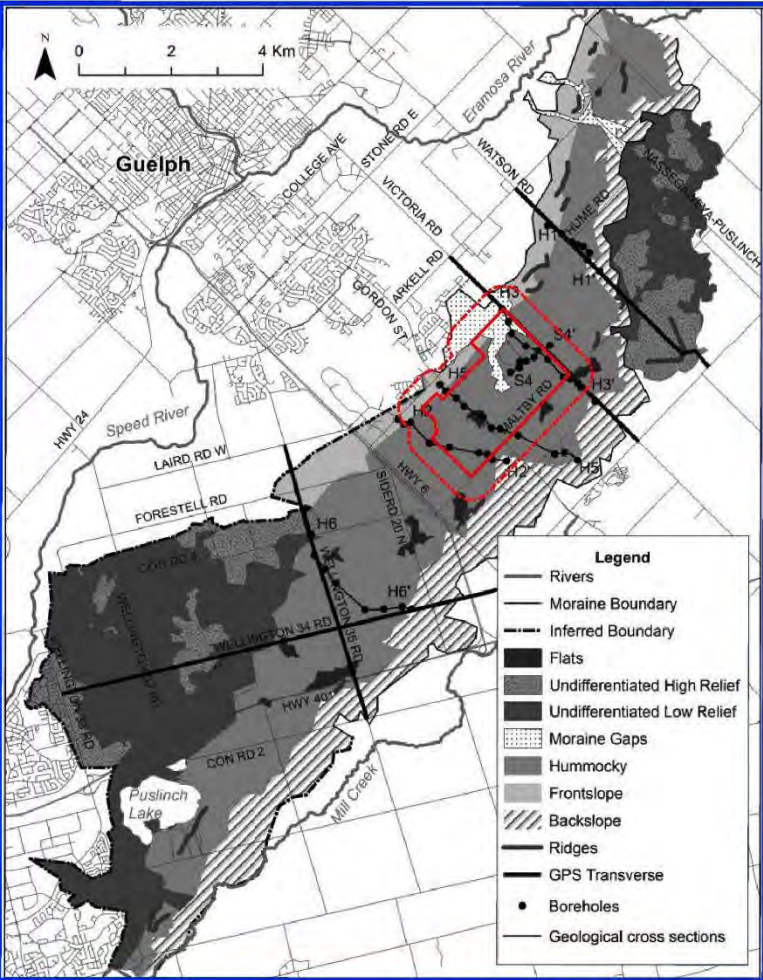 N
0 2 4 Km
Eramosa River
Guelph
COLLEGE AVE
STONE RD E
WATSON RD
VICTORIA RD
NASSEGAWEYA-PUSLINCH
HUME RD
H1
H1'
ARKELL RD
GORDON ST
H3
S4'
S4
H3'
H5
MALTBY RD
H2
HWY 24
Speed River
LAIRD RD W
HWY 6
H2'
H5'
FORESTELL RD
SIDERD 20 N
H6
CON RD 4
H6'
WELLINGTON 35 RD
WELLINGTON 34 RD
HWY 401
CON RD 2
Puslinch
Lake
Mill Creek
Legend
Rivers
Moraine Boundary
Inferred Boundary
Flats
Undifferentiated High Relief
Undifferentiated Low Relief
Moraine Gaps
Hummocky
Frontslope
Backslope
Ridges
GPS Transverse
Boreholes
Geological cross sections